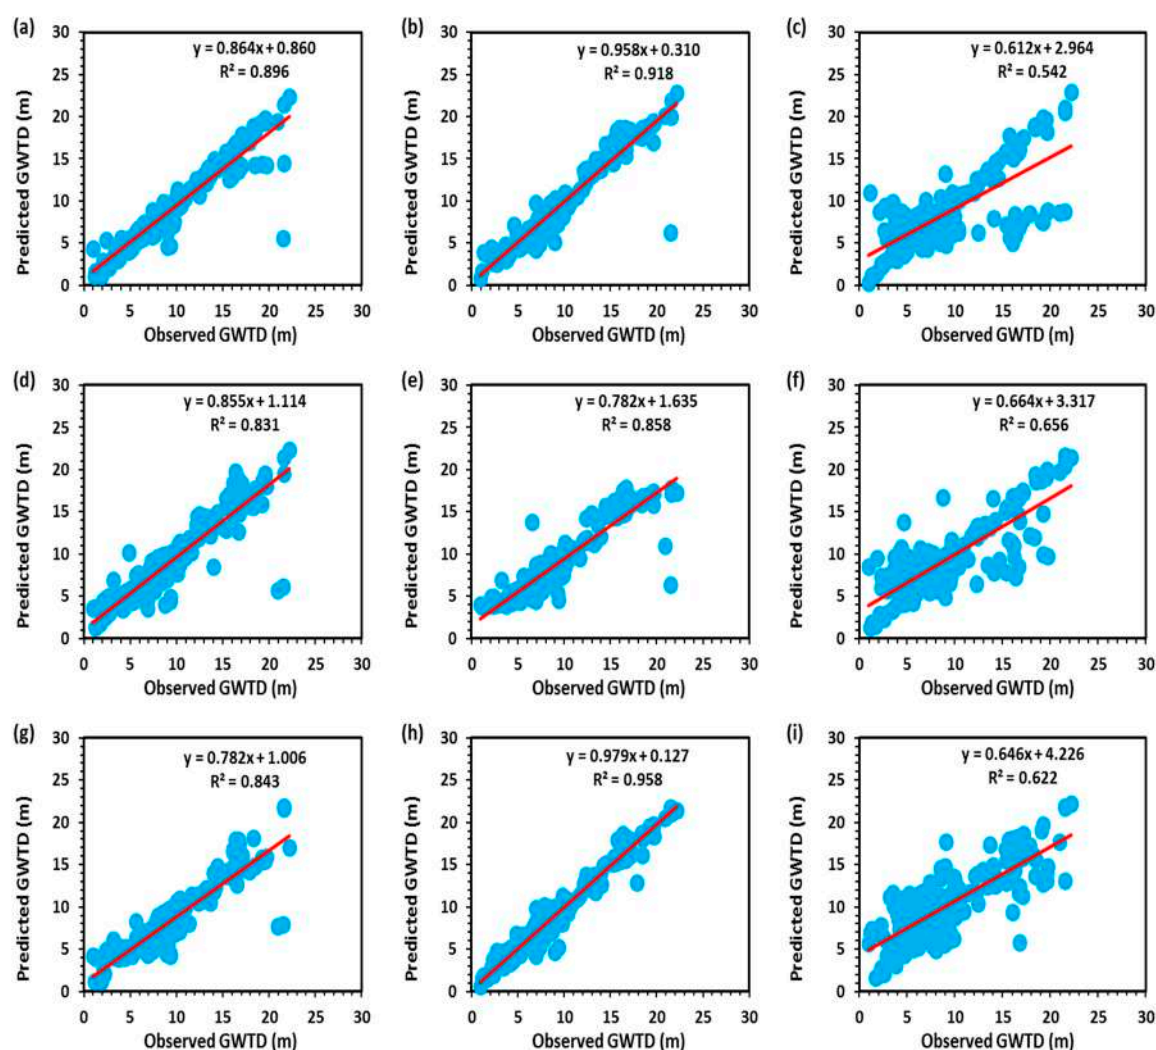 (a)
30
25
20
15
10
5
0
y = 0.864x + 0.860
R² = 0.896
Predicted GWTD (m)
0 5 10 15 20 25 30
Observed GWTD (m)
(b)
30
25
20
15
10
5
0
y = 0.958x + 0.310
R² = 0.918
Predicted GWTD (m)
0 5 10 15 20 25 30
Observed GWTD (m)
(c)
30
25
20
15
10
5
0
y = 0.612x + 2.964
R² = 0.542
Predicted GWTD (m)
0 5 10 15 20 25 30
Observed GWTD (m)
(d)
30
25
20
15
10
5
0
y = 0.855x + 1.114
R² = 0.831
Predicted GWTD (m)
0 5 10 15 20 25 30
Observed GWTD (m)
(e)
30
25
20
15
10
5
0
y = 0.782x + 1.635
R² = 0.858
Predicted GWTD (m)
0 5 10 15 20 25 30
Observed GWTD (m)
(f)
30
25
20
15
10
5
0
y = 0.664x + 3.317
R² = 0.656
Predicted GWTD (m)
0 5 10 15 20 25 30
Observed GWTD (m)
(g)
30
25
20
15
10
5
0
y = 0.782x + 1.006
R² = 0.843
Predicted GWTD (m)
0 5 10 15 20 25 30
Observed GWTD (m)
(h)
30
25
20
15
10
5
0
y = 0.979x + 0.127
R² = 0.958
Predicted GWTD (m)
0 5 10 15 20 25 30
Observed GWTD (m)
(i)
30
25
20
15
10
5
0
y = 0.646x + 4.226
R² = 0.622
Predicted GWTD (m)
0 5 10 15 20 25 30
Observed GWTD (m)